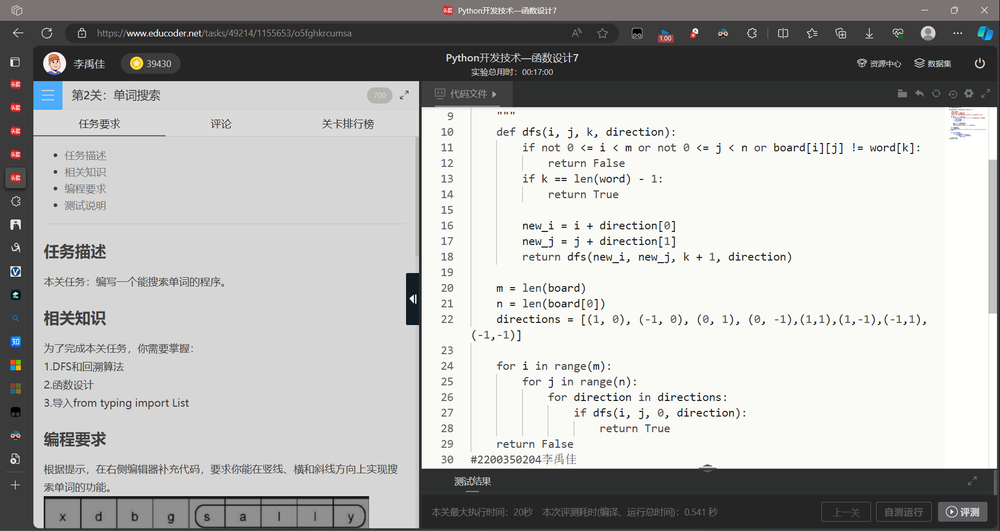 头歌 Python开发技术—函数设计7
https://www.educoder.net/tasks/49214/1155653/o5fghkrcumsa
1.00
李禹佳
39430
Python开发技术—函数设计7
实验总用时：00:17:00
资源中心
数据集
头歌
头歌
头歌
头歌
头歌
知
第2关：单词搜索
700
任务要求
评论
关卡排行榜
任务描述
相关知识
编程要求
测试说明
任务描述
本关任务：编写一个能搜索单词的程序。
相关知识
为了完成本关任务，你需要掌握：
1.DFS和回溯算法
2.函数设计
3.导入from typing import List
编程要求
根据提示，在右侧编辑器补充代码，要求你能在竖线、横和斜线方向上实现搜
索单词的功能。
x d b g s a l l y
代码文件
9 """
10 def dfs(i, j, k, direction):
11 if not 0 <= i < m or not 0 <= j < n or board[i][j] != word[k]:
12 return False
13 if k == len(word) - 1:
14 return True
15
16 new_i = i + direction[0]
17 new_j = j + direction[1]
18 return dfs(new_i, new_j, k + 1, direction)
19
20 m = len(board)
21 n = len(board[0])
22 directions = [(1, 0), (-1, 0), (0, 1), (0, -1),(1,1),(1,-1),(-1,1),
(-1,-1)]
23
24 for i in range(m):
25 for j in range(n):
26 for direction in directions:
27 if dfs(i, j, 0, direction):
28 return True
29 return False
30 #2200350204李禹佳
测试结果
本关最大执行时间：20秒 本次评测耗时(编译、运行总时间)：0.541 秒
上一关
自测运行
评测